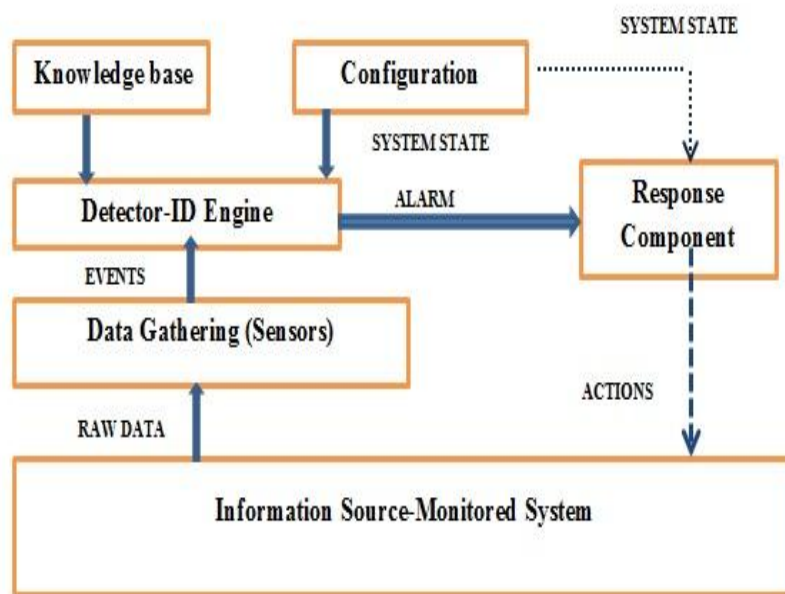 SYSTEM STATE
Knowledge base
Configuration
SYSTEM STATE
Detector-ID Engine
ALARM
Response
Component
EVENTS
Data Gathering (Sensors)
RAW DATA
ACTIONS
Information Source-Monitored System